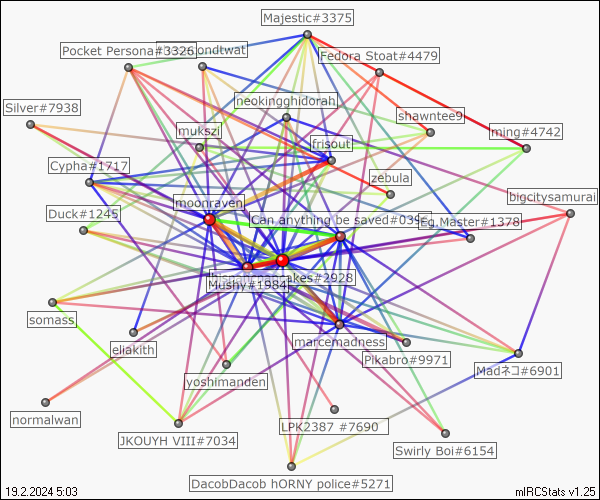 Majestic#3375
Pocket Persona#3326
ondtwat
Fedora Stoat#4479
neokingghidorah
Silver#7938
shawntee9
mukszi
ming#4742
frisout
Cypha#1717
zebula
bigcitysamurai
moonraven
Duck#1245
Can anything be saved#039
Eg.Master#1378
akes#2928
Mushy#1984
somass
marcemadness
eliakith
Pikabro#9971
Madネコ#6901
yoshimanden
normalwan
LPK2387 #7690
JKOUYH VIII#7034
Swirly Boi#6154
DacobDacob hORNY police#5271
19.2.2024 5:03
mIRCStats v1.25